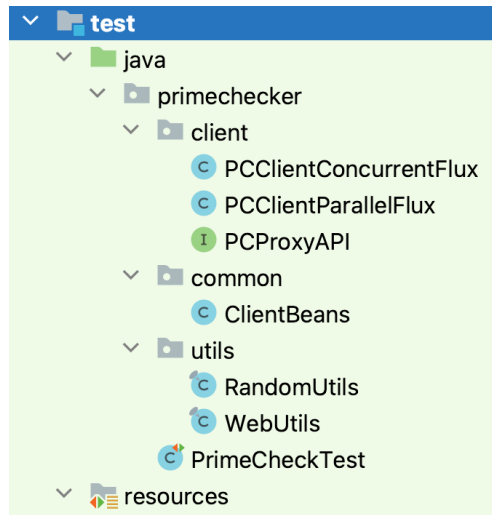 test
java
primechecker
client
PCClientConcurrentFlux
PCClientParallelFlux
PCProxyAPI
common
ClientBeans
utils
RandomUtils
WebUtils
PrimeCheckTest
resources